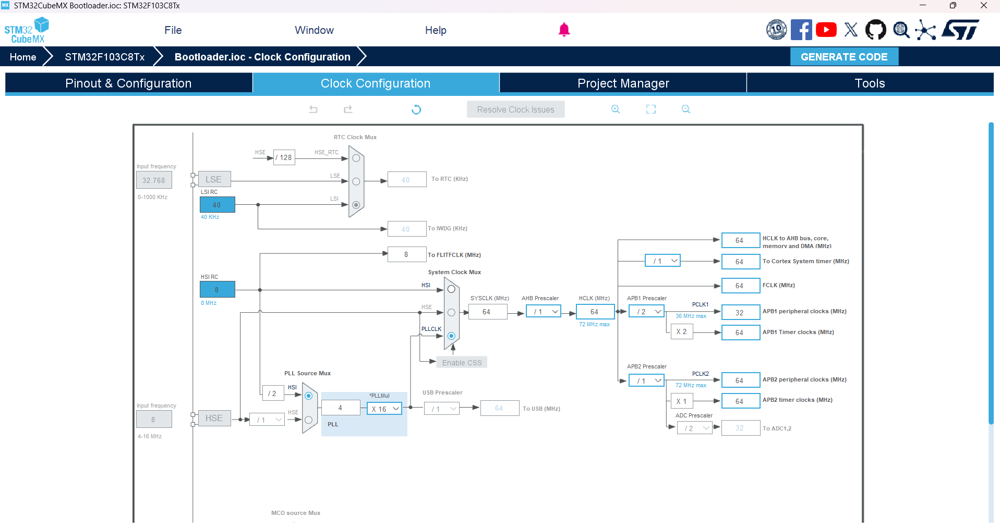 MX STM32CubeMX Bootloader.ioc: STM32F103C8Tx
STM32
CubeMX
File
Window
Help
10
Home
STM32F103C8Tx
Bootloader.ioc - Clock Configuration
GENERATE CODE
Pinout & Configuration
Clock Configuration
Project Manager
Tools
Resolve Clock Issues
RTC Clock Mux
HSE
/ 128
HSE_RTC
Input frequency
32.768
0-1000 KHz
LSE
LSE
40
To RTC (KHz)
LSI RC
40
40 KHz
LSI
40
To IWDG (KHz)
8
To FLITFCLK (MHz)
HSI RC
8
8 MHz
System Clock Mux
HSI
HSE
PLLCLK
SYSCLK (MHz)
64
AHB Prescaler
/ 1
HCLK (MHz)
64
72 MHz max
Enable CSS
64
HCLK to AHB bus, core,
memory and DMA (MHz)
/ 1
64
To Cortex System timer (MHz)
64
FCLK (MHz)
APB1 Prescaler
/ 2
PCLK1
36 MHz max
32
APB1 peripheral clocks (MHz)
X 2
64
APB1 Timer clocks (MHz)
APB2 Prescaler
/ 1
PCLK2
72 MHz max
64
APB2 peripheral clocks (MHz)
X 1
64
APB2 timer clocks (MHz)
ADC Prescaler
/ 2
32
To ADC1,2
PLL Source Mux
/ 2
HSI
Input frequency
8
4-16 MHz
HSE
/ 1
HSE
4
*PLLMul
X 16
PLL
USB Prescaler
/ 1
64
To USB (MHz)
MCO source Mux